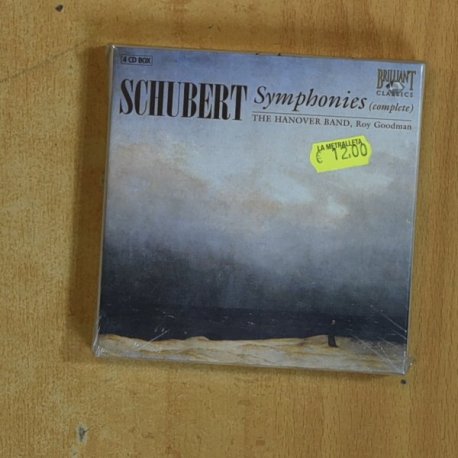 4 CD BOX
BRILLIANT
CLASSICS
SCHUBERT Symphonies (complete)
THE HANOVER BAND, Roy Goodman
LA METRALLETA
€ 12.00